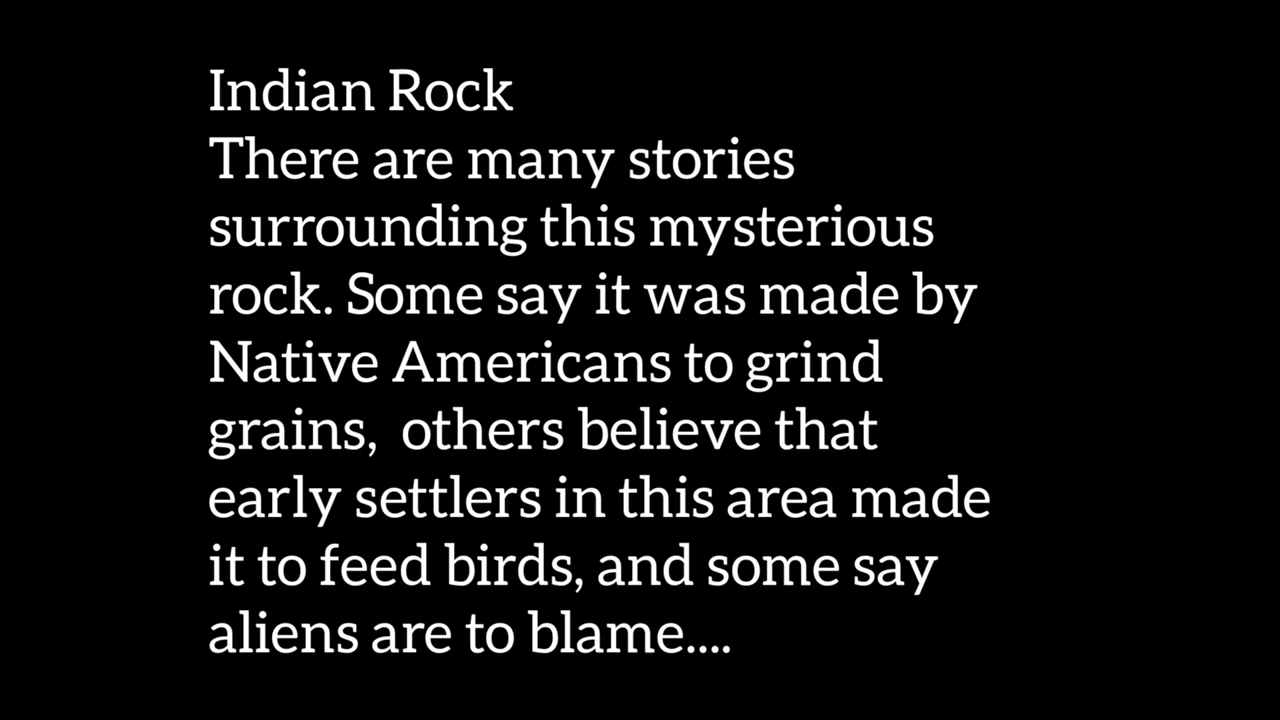 Indian Rock
There are many stories
surrounding this mysterious
rock. Some say it was made by
Native Americans to grind
grains,  others believe that
early settlers in this area made
it to feed birds, and some say
aliens are to blame....